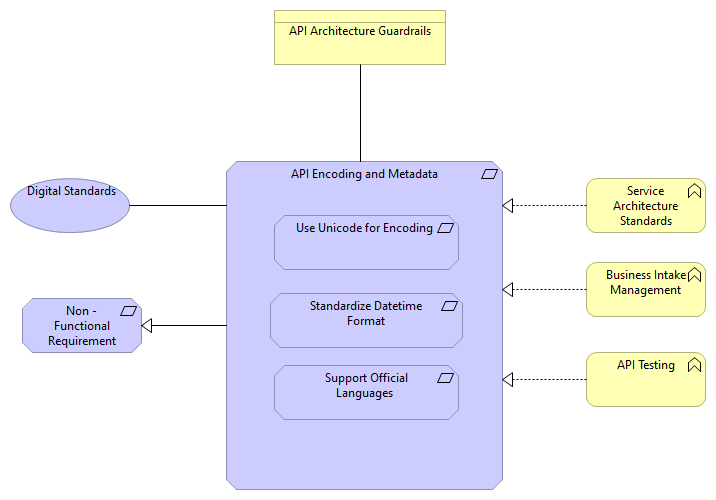 API Architecture Guardrails
API Encoding and Metadata
Digital Standards
Service
Architecture
Standards
Use Unicode for Encoding
Business Intake
Management
Standardize Datetime
Format
Non -
Functional
Requirement
API Testing
Support Official
Languages